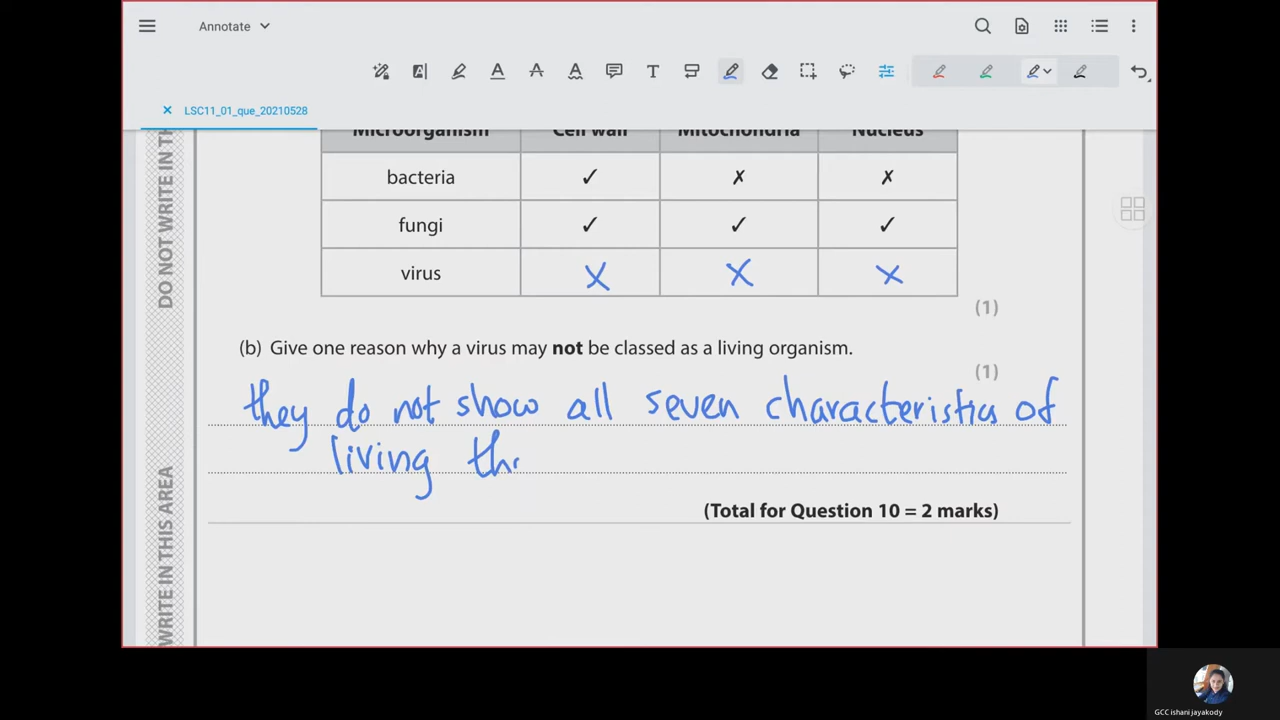 Annotate
T
LSC11_01_que_20210528
DO NOT WRITE IN TH
WRITE IN THIS AREA
Microorganism Cell wall Mitochondria Nucleus
bacteria ✓ ✗ ✗
fungi ✓ ✓ ✓
virus X X X
(1)
(b) Give one reason why a virus may not be classed as a living organism.
(1)
they do not show all seven characteristics of
living thi
(Total for Question 10 = 2 marks)
GCC ishani jayakody